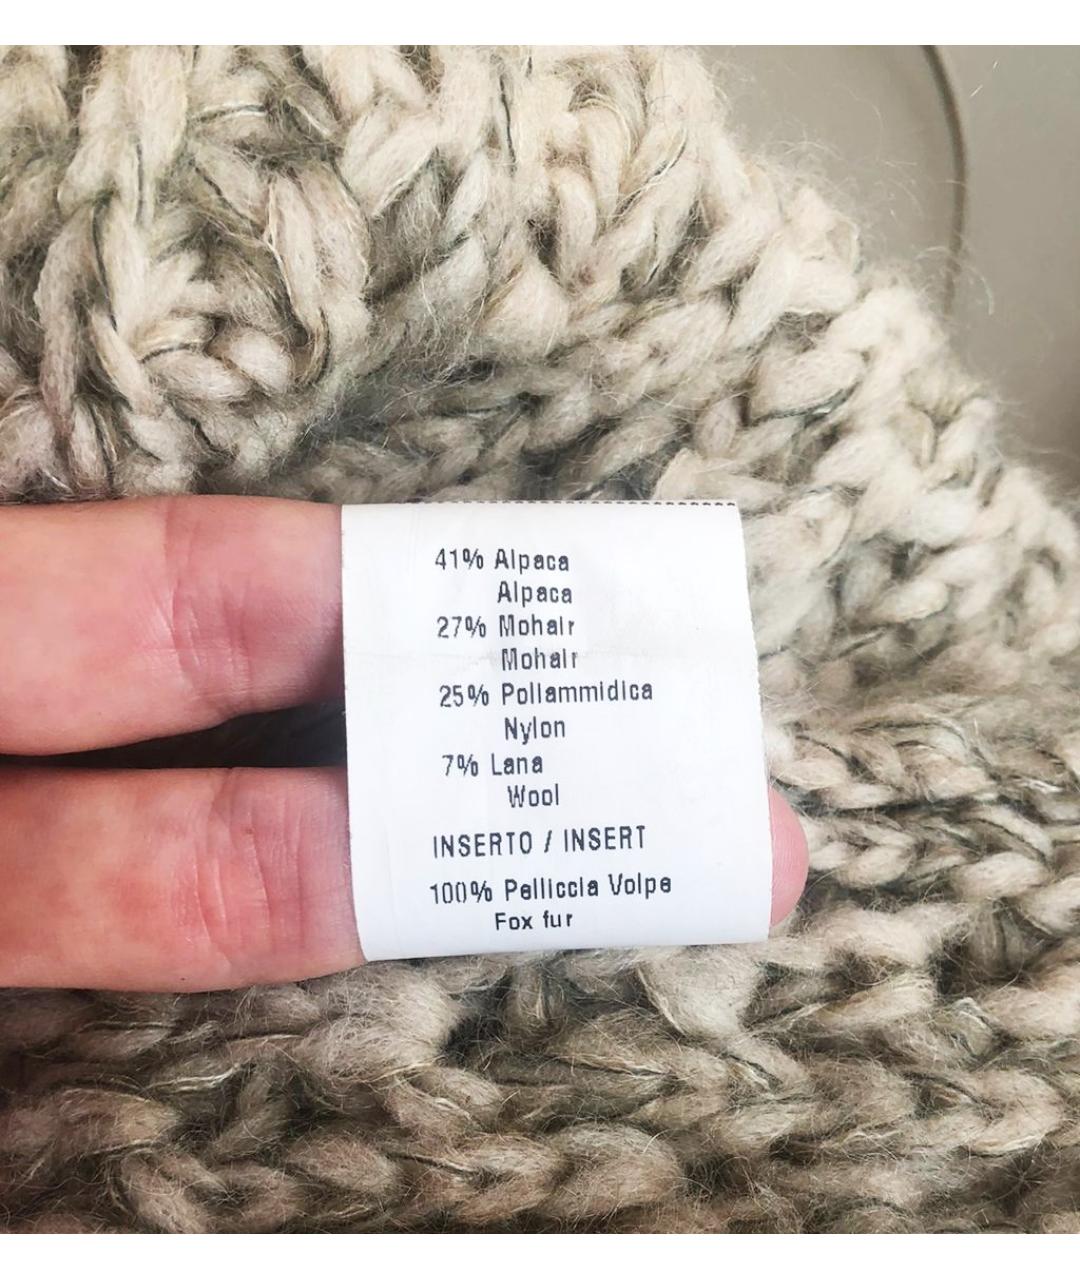 41% Alpaca
Alpaca
27% Mohair
Mohair
25% Poliammidica
Nylon
7% Lana
Wool
INSERTO / INSERT
100% Pelliccia Volpe
Fox fur